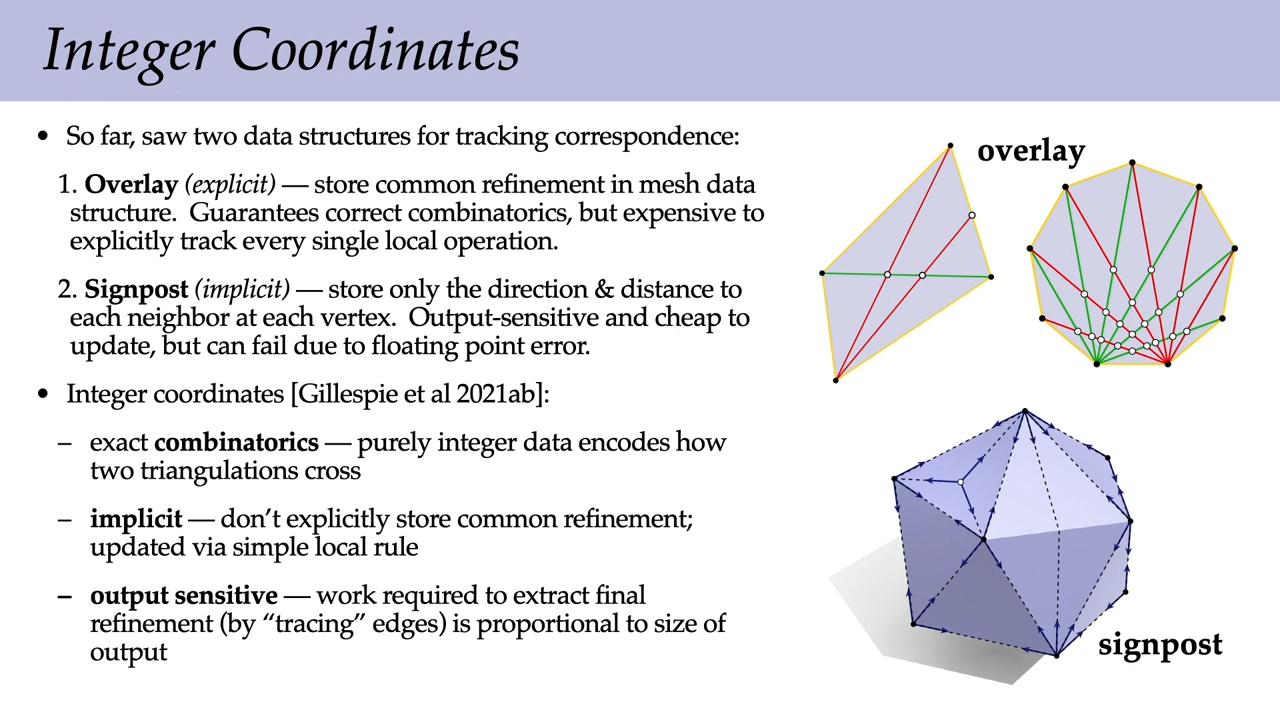 Integer Coordinates
• So far, saw two data structures for tracking correspondence:
1. Overlay (explicit) — store common refinement in mesh data
structure.  Guarantees correct combinatorics, but expensive to
explicitly track every single local operation.
2. Signpost (implicit) — store only the direction & distance to
each neighbor at each vertex.  Output-sensitive and cheap to
update, but can fail due to floating point error.
• Integer coordinates [Gillespie et al 2021ab]:
– exact combinatorics — purely integer data encodes how
two triangulations cross
– implicit — don’t explicitly store common refinement;
updated via simple local rule
– output sensitive — work required to extract final
refinement (by “tracing” edges) is proportional to size of
output
overlay
signpost